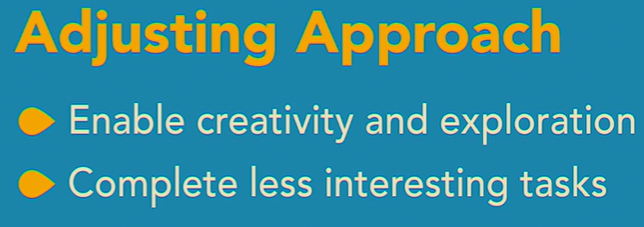 Adjusting Approach
Enable creativity and exploration
Complete less interesting tasks